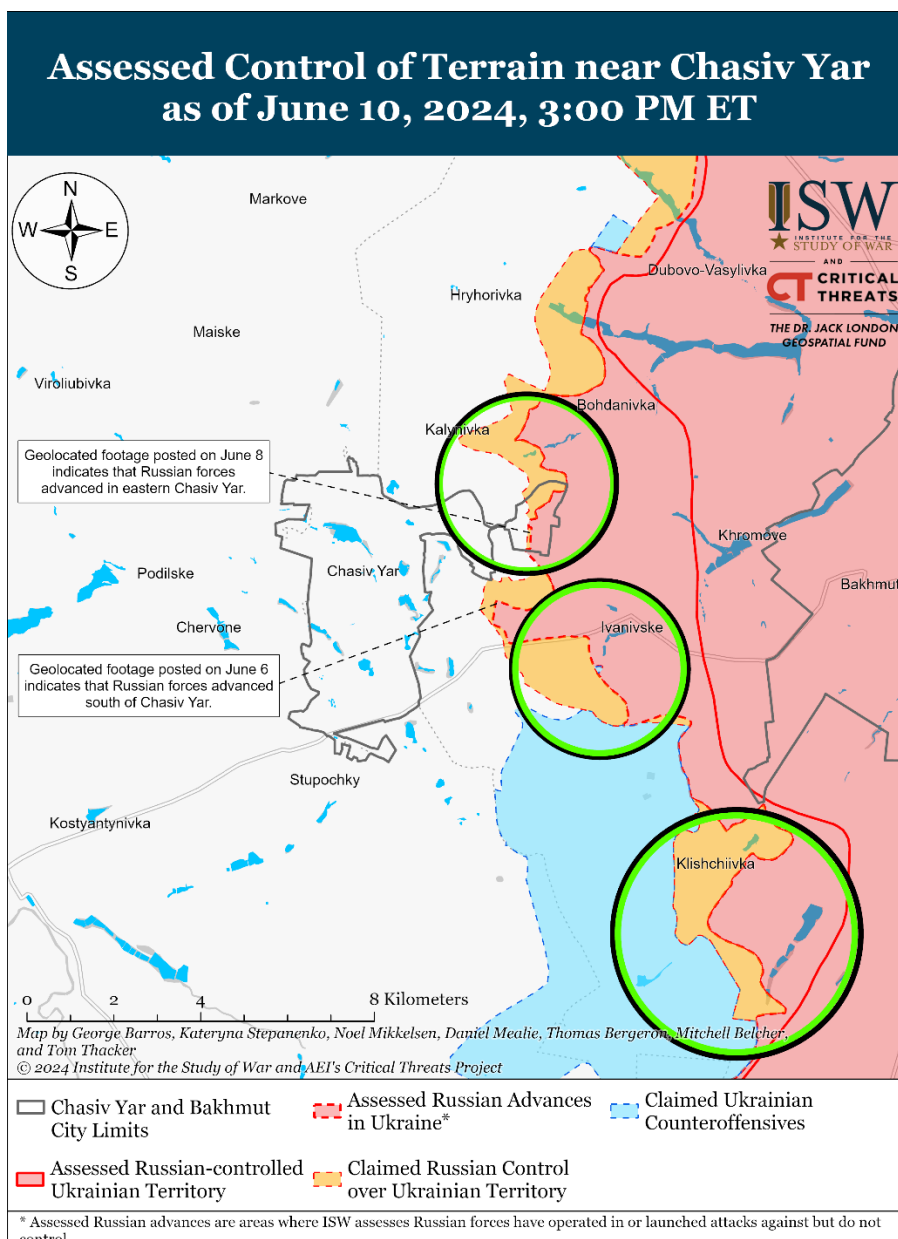 Assessed Control of Terrain near Chasiv Yar
as of June 10, 2024, 3:00 PM ET
N
W
E
S
Markove
ISW
INSTITUTE FOR THE
STUDY OF WAR
AND
CT CRITICAL
THREATS
THE DR. JACK LONDON
GEOSPATIAL FUND
Dubovo-Vasylivka
Hryhorivka
Maiske
Viroliubivka
Bohdanivka
Kalynivka
Geolocated footage posted on June 8
indicates that Russian forces
advanced in eastern Chasiv Yar.
Khromove
Podilske
Chasiv Yar
Bakhmut
Chervone
Ivanivske
Geolocated footage posted on June 6
indicates that Russian forces advanced
south of Chasiv Yar.
Stupochky
Kostyantynivka
Klishchiivka
0 2 4 8 Kilometers
Map by George Barros, Kateryna Stepanenko, Noel Mikkelsen, Daniel Mealie, Thomas Bergeron, Mitchell Belcher,
and Tom Thacker
© 2024 Institute for the Study of War and AEI's Critical Threats Project
Chasiv Yar and Bakhmut
City Limits
Assessed Russian Advances
in Ukraine*
Claimed Ukrainian
Counteroffensives
Assessed Russian-controlled
Ukrainian Territory
Claimed Russian Control
over Ukrainian Territory
* Assessed Russian advances are areas where ISW assesses Russian forces have operated in or launched attacks against but do not
control